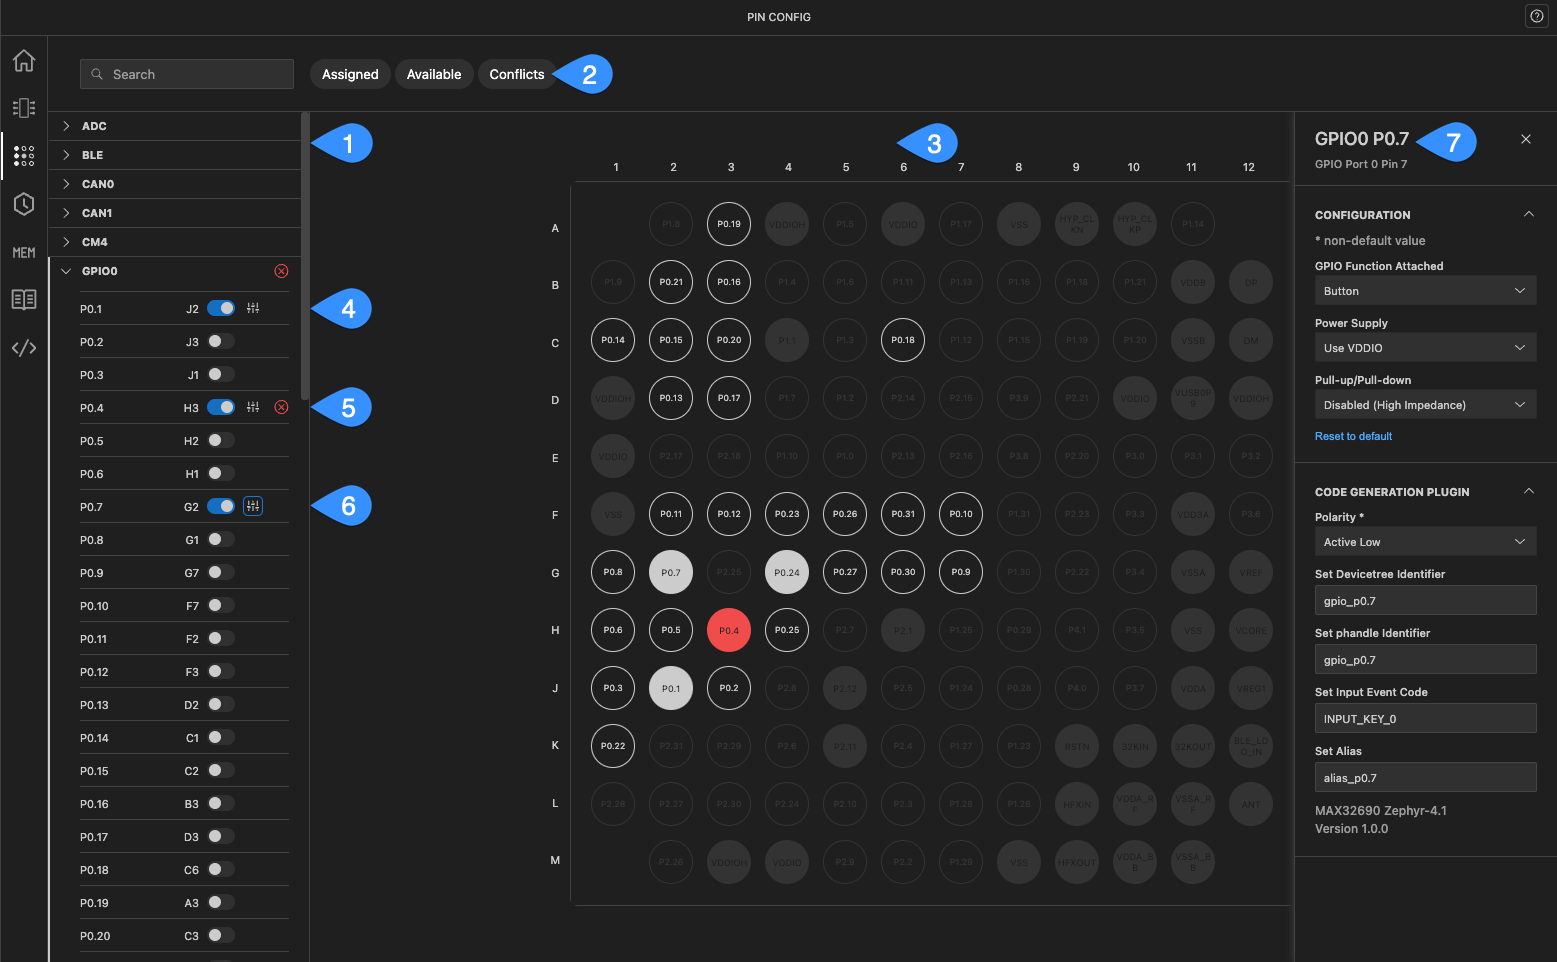 PIN CONFIG
Search
Assigned
Available
Conflicts
2
1
3
4
5
6
7
ADC
BLE
CAN0
CAN1
CM4
GPIO0
MEM
P0.1 J2
P0.2 J3
P0.3 J1
P0.4 H3
P0.5 H2
P0.6 H1
P0.7 G2
P0.8 G1
P0.9 G7
P0.10 F7
P0.11 F2
P0.12 F3
P0.13 D2
P0.14 C1
P0.15 C2
P0.16 B3
P0.17 D3
P0.18 C6
P0.19 A3
P0.20 C3
1 2 3 4 5 6 7 8 9 10 11 12
A P1.8 P0.19 VDDIOH P1.5 VDDIO P1.17 VSS HYP_CLKN HYP_CLKP P1.14
B P1.9 P0.21 P0.16 P1.4 P1.6 P1.11 P1.13 P1.16 P1.18 P1.21 VDDB DP
C P0.14 P0.15 P0.20 P1.1 P1.3 P0.18 P1.12 P1.15 P1.19 P1.20 VSSB DM
D VDDIOH P0.13 P0.17 P1.7 P1.2 P2.14 P2.15 P3.9 P2.21 VDDIO VDDIOH
E VDDIO P2.17 P2.18 P1.10 P1.0 P2.13 P2.16 P3.8 P2.20 P3.0 P3.1 P3.2
F VSS P0.11 P0.12 P0.23 P0.26 P0.31 P0.10 P1.31 P2.23 P3.3 VDD3A P3.6
G P0.8 P0.7 P2.25 P0.24 P0.27 P0.30 P0.9 P1.30 P2.22 P3.4 VSSA VREF
H P0.6 P0.5 P0.4 P0.25 P2.7 P2.1 P1.25 P4.1 P3.5 VSS VCORE
J P0.3 P0.1 P0.2 P2.8 P2.12 P2.5 P1.24 P4.0 P3.7 VDDA VREG1
K P0.22 P2.31 P2.29 P2.6 P2.11 P2.4 P1.27 P1.23 RSTN 32KIN 32KOUT BLE_LDO_IN
L P2.28 P2.27 P2.30 P2.24 P2.10 P2.3 P1.28 P1.26 HFXIN VDDA_RF VSSA_RF ANT
M P2.26 VDDIOH VDDIO P2.9 P2.2 P1.29 VSS HFXOUT VDDA_BB VSSA_BB
GPIO0 P0.7
GPIO Port 0 Pin 7
CONFIGURATION
* non-default value
GPIO Function Attached
Button
Power Supply
Use VDDIO
Pull-up/Pull-down
Disabled (High Impedance)
Reset to default
CODE GENERATION PLUGIN
Polarity *
Active Low
Set Devicetree Identifier
gpio_p0.7
Set phandle Identifier
gpio_p0.7
Set Input Event Code
INPUT_KEY_0
Set Alias
alias_p0.7
MAX32690 Zephyr-4.1
Version 1.0.0